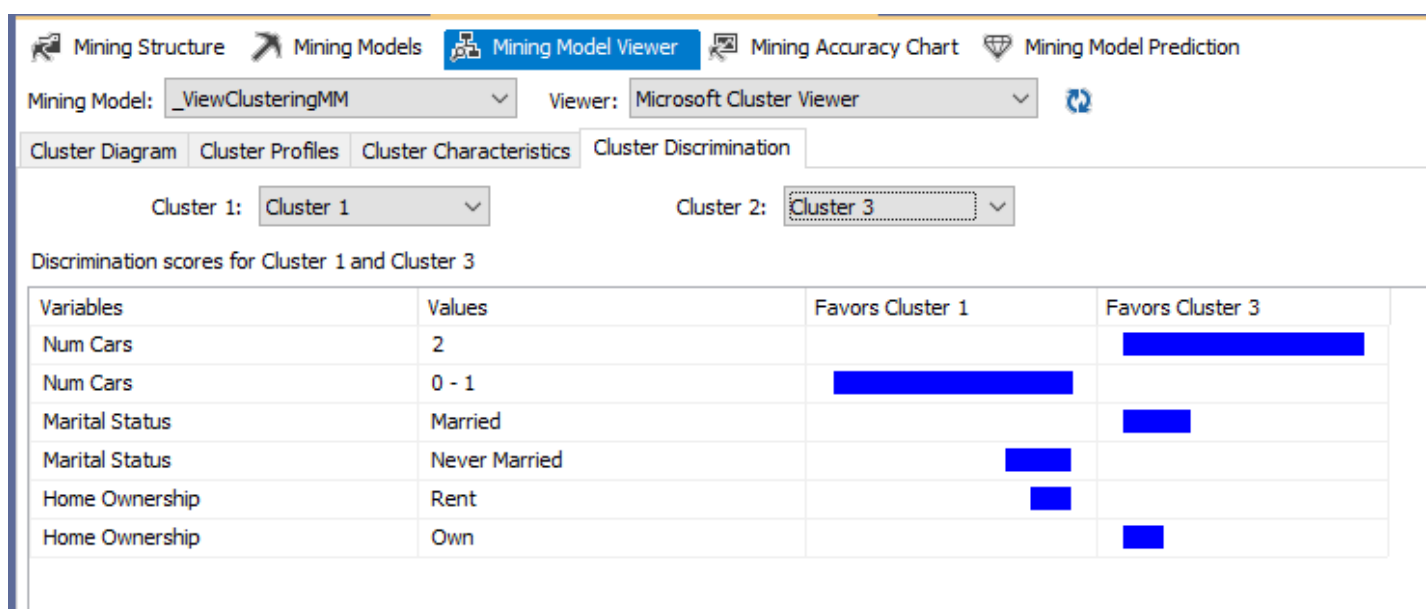 Mining Structure Mining Models Mining Model Viewer Mining Accuracy Chart Mining Model Prediction
Mining Model: _ViewClusteringMM Viewer: Microsoft Cluster Viewer
Cluster Diagram Cluster Profiles Cluster Characteristics Cluster Discrimination
Cluster 1: Cluster 1 Cluster 2: Cluster 3
Discrimination scores for Cluster 1 and Cluster 3
Variables Values Favors Cluster 1 Favors Cluster 3
Num Cars 2
Num Cars 0 - 1
Marital Status Married
Marital Status Never Married
Home Ownership Rent
Home Ownership Own